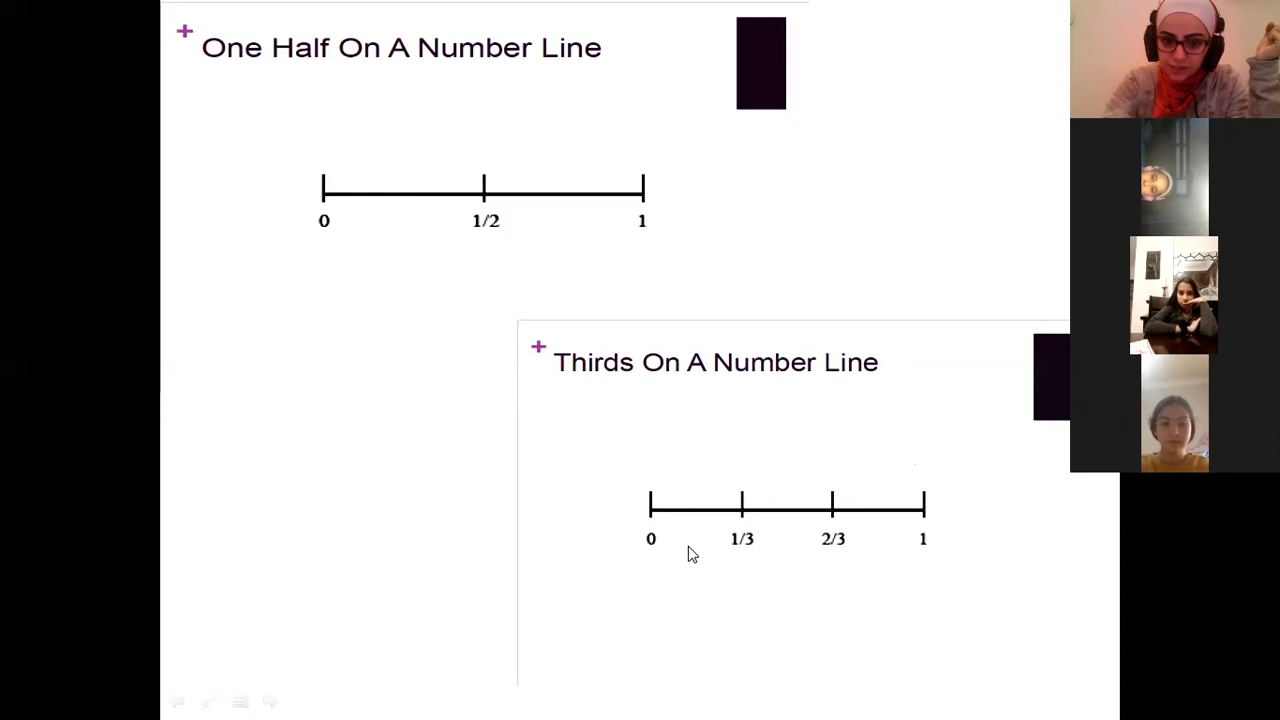 + One Half On A Number Line
0 1/2 1
+ Thirds On A Number Line
0 1/3 2/3 1